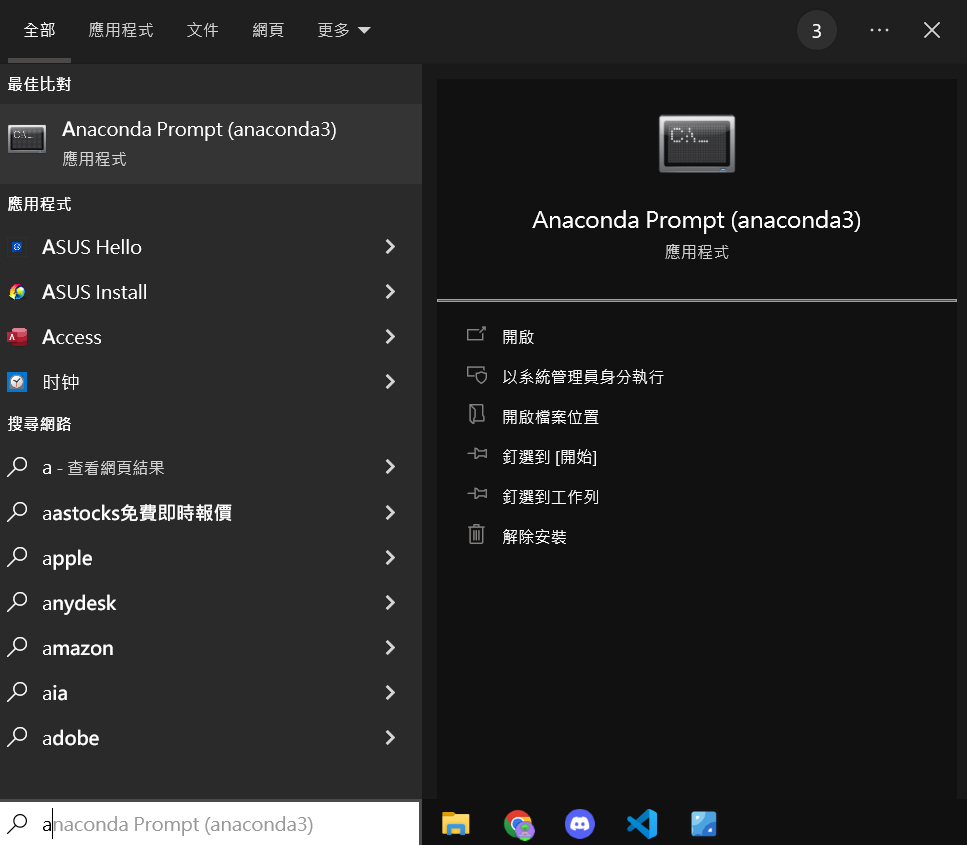 全部 應用程式 文件 網頁 更多 3
最佳比對
Anaconda Prompt (anaconda3)
應用程式
應用程式
ASUS Hello
ASUS Install
Access
时钟
搜尋網路
a - 查看網頁結果
aastocks免費即時報價
apple
anydesk
amazon
aia
adobe
anaconda Prompt (anaconda3)
C:\_
Anaconda Prompt (anaconda3)
應用程式
開啟
以系統管理員身分執行
開啟檔案位置
釘選到 [開始]
釘選到工作列
解除安裝